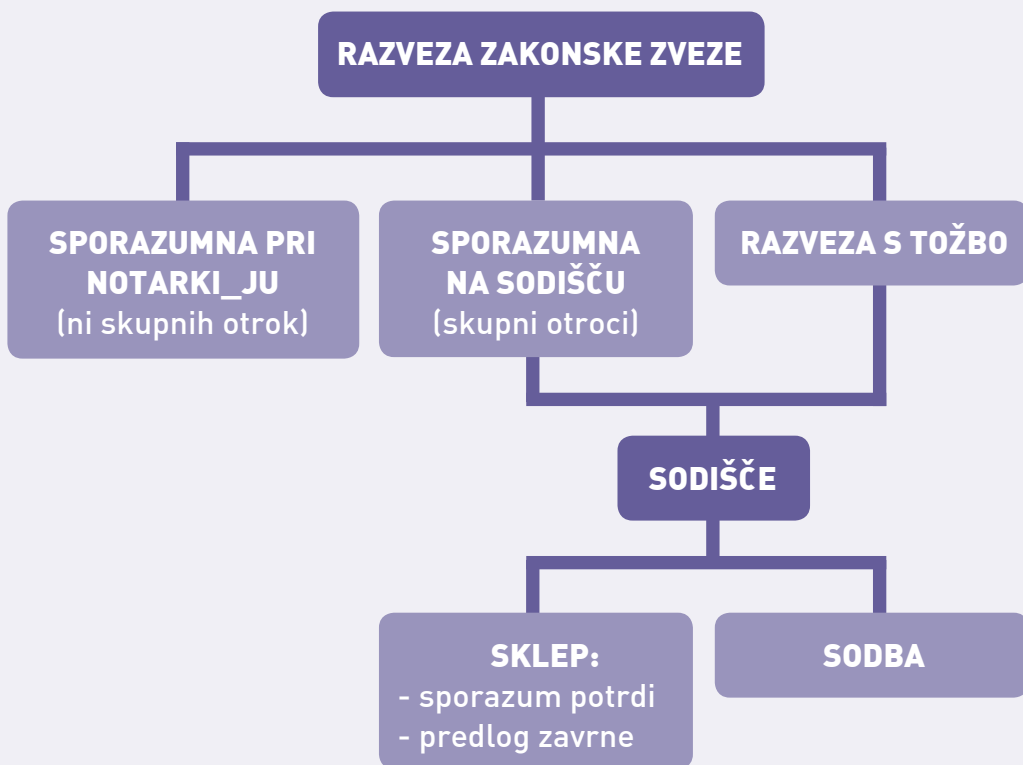 RAZVEZA ZAKONSKE ZVEZE
SPORAZUMNA PRI
NOTARKI_JU
(ni skupnih otrok)
SPORAZUMNA
NA SODIŠČU
(skupni otroci)
RAZVEZA S TOŽBO
SODIŠČE
SKLEP:
- sporazum potrdi
- predlog zavrne
SODBA